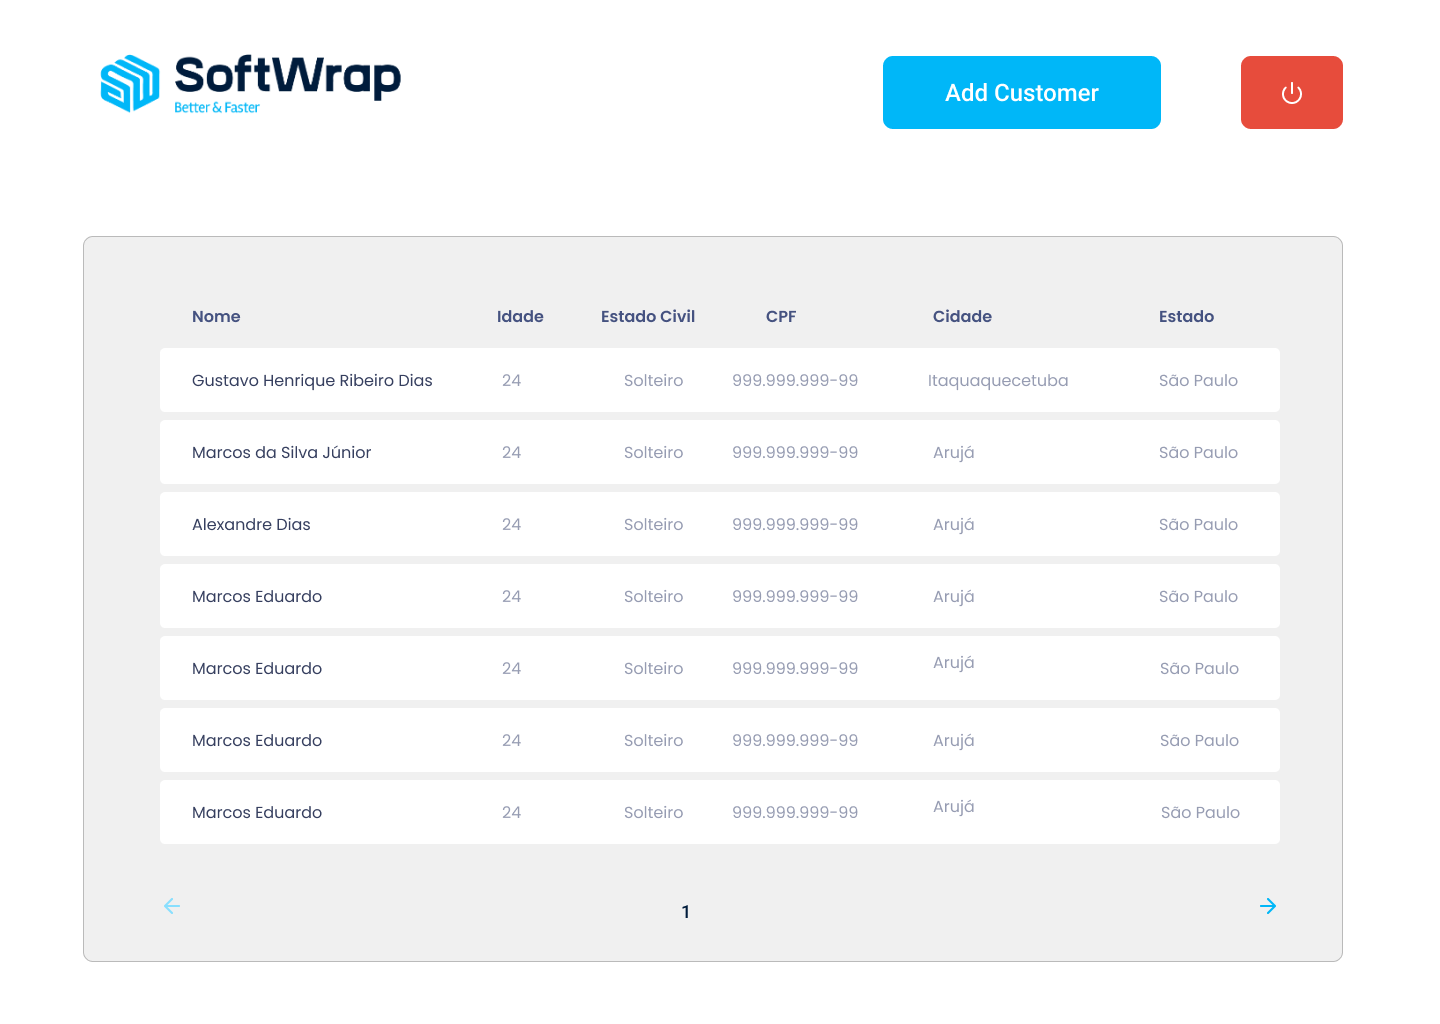 SoftWrap
Better & Faster
Add Customer
Nome Idade Estado Civil CPF Cidade Estado
Gustavo Henrique Ribeiro Dias 24 Solteiro 999.999.999-99 Itaquaquecetuba São Paulo
Marcos da Silva Júnior 24 Solteiro 999.999.999-99 Arujá São Paulo
Alexandre Dias 24 Solteiro 999.999.999-99 Arujá São Paulo
Marcos Eduardo 24 Solteiro 999.999.999-99 Arujá São Paulo
Marcos Eduardo 24 Solteiro 999.999.999-99 Arujá São Paulo
Marcos Eduardo 24 Solteiro 999.999.999-99 Arujá São Paulo
Marcos Eduardo 24 Solteiro 999.999.999-99 Arujá São Paulo
1